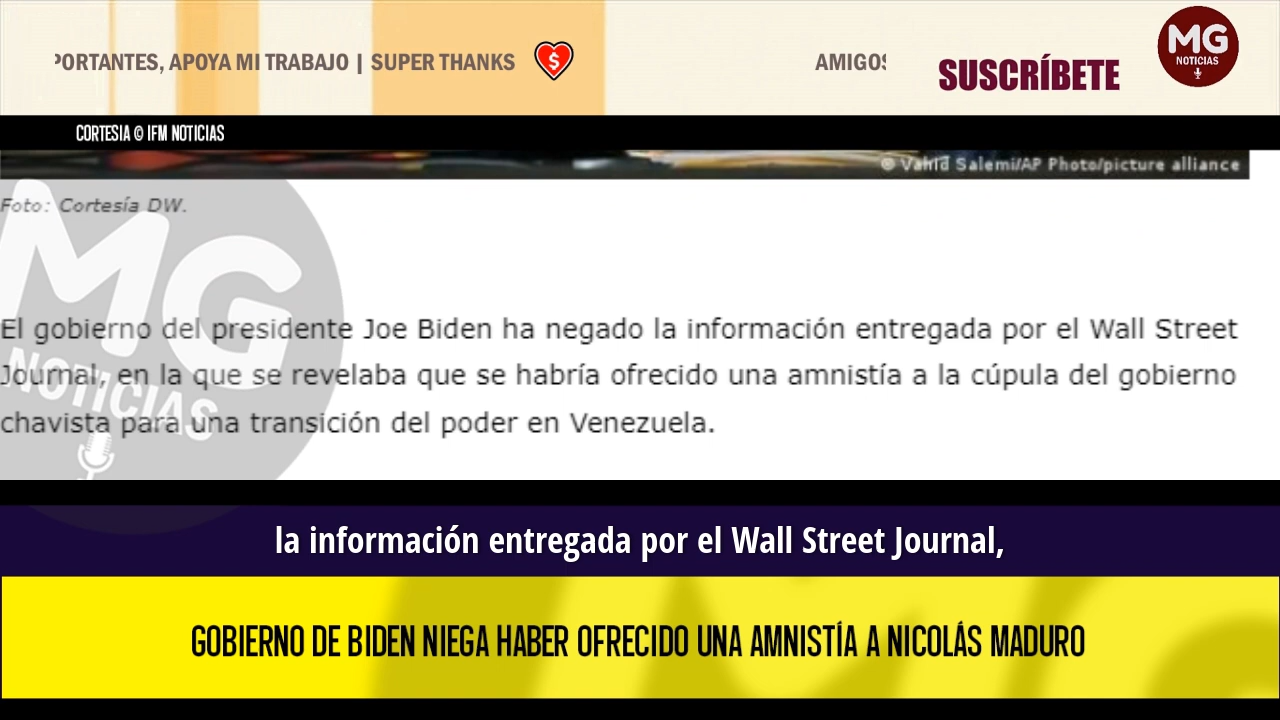 PORTANTES, APOYA MI TRABAJO | SUPER THANKS
AMIGOS
SUSCRÍBETE
MG
NOTICIAS
CORTESIA © IFM NOTICIAS
© Vahid Salemi/AP Photo/picture alliance
Foto: Cortesía DW.
MG
NOTICIAS
El gobierno del presidente Joe Biden ha negado la información entregada por el Wall Street
Journal, en la que se revelaba que se habría ofrecido una amnistía a la cúpula del gobierno
chavista para una transición del poder en Venezuela.
la información entregada por el Wall Street Journal,
GOBIERNO DE BIDEN NIEGA HABER OFRECIDO UNA AMNISTÍA A NICOLÁS MADURO